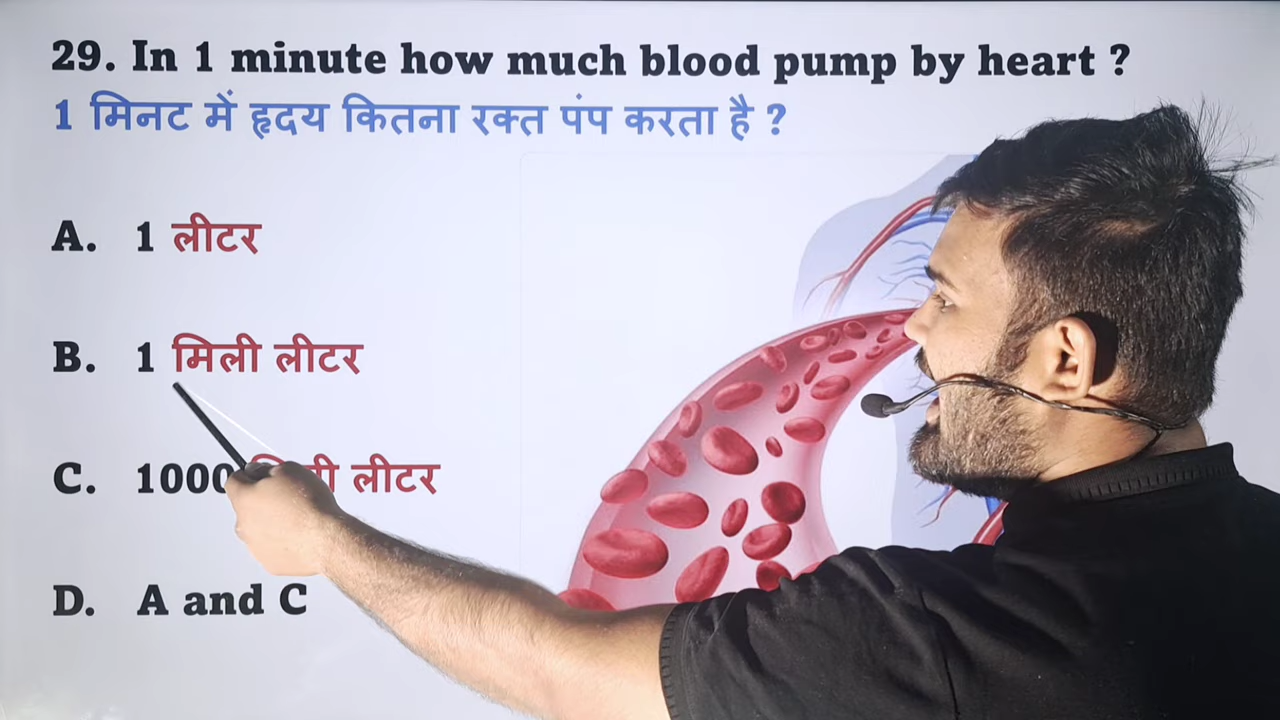 29. In 1 minute how much blood pump by heart ?
1 मिनट में हृदय कितना रक्त पंप करता है ?
A. 1 लीटर
B. 1 मिली लीटर
C. 1000 लीटर
D. A and C